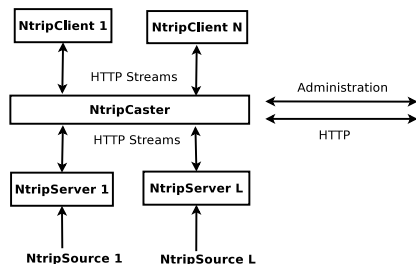 NtripClient 1
NtripClient N
HTTP Streams
Administration
NtripCaster
HTTP Streams
HTTP
NtripServer 1
NtripServer L
NtripSource 1
NtripSource L